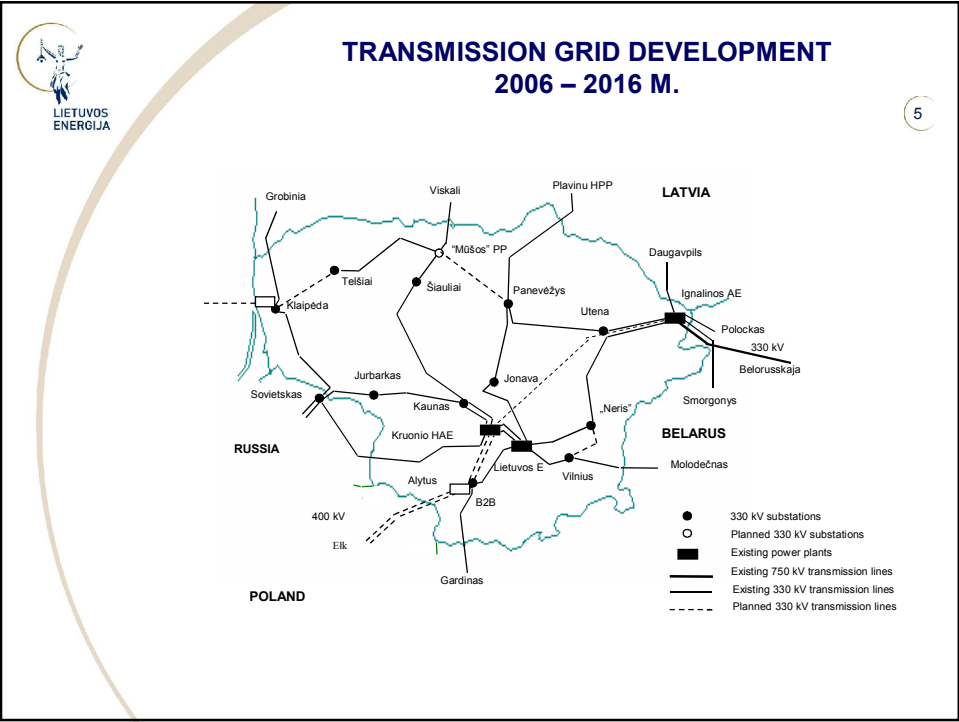 TRANSMISSION GRID DEVELOPMENT
2006 – 2016 M.
LIETUVOS
ENERGIJA
5
Grobinia
Viskali
Plavinu HPP
LATVIA
"Mūšos" PP
Daugavpils
Telšiai
Šiauliai
Panevėžys
Ignalinos AE
Klaipėda
Utena
Polockas
330 kV
Belorusskaja
Jurbarkas
Jonava
Sovietskas
Kaunas
Smorgonys
„Neris"
Kruonio HAE
BELARUS
RUSSIA
Lietuvos E
Molodečnas
Alytus
Vilnius
B2B
400 kV
Elk
Gardinas
POLAND
330 kV substations
Planned 330 kV substations
Existing power plants
Existing 750 kV transmission lines
Existing 330 kV transmission lines
Planned 330 kV transmission lines